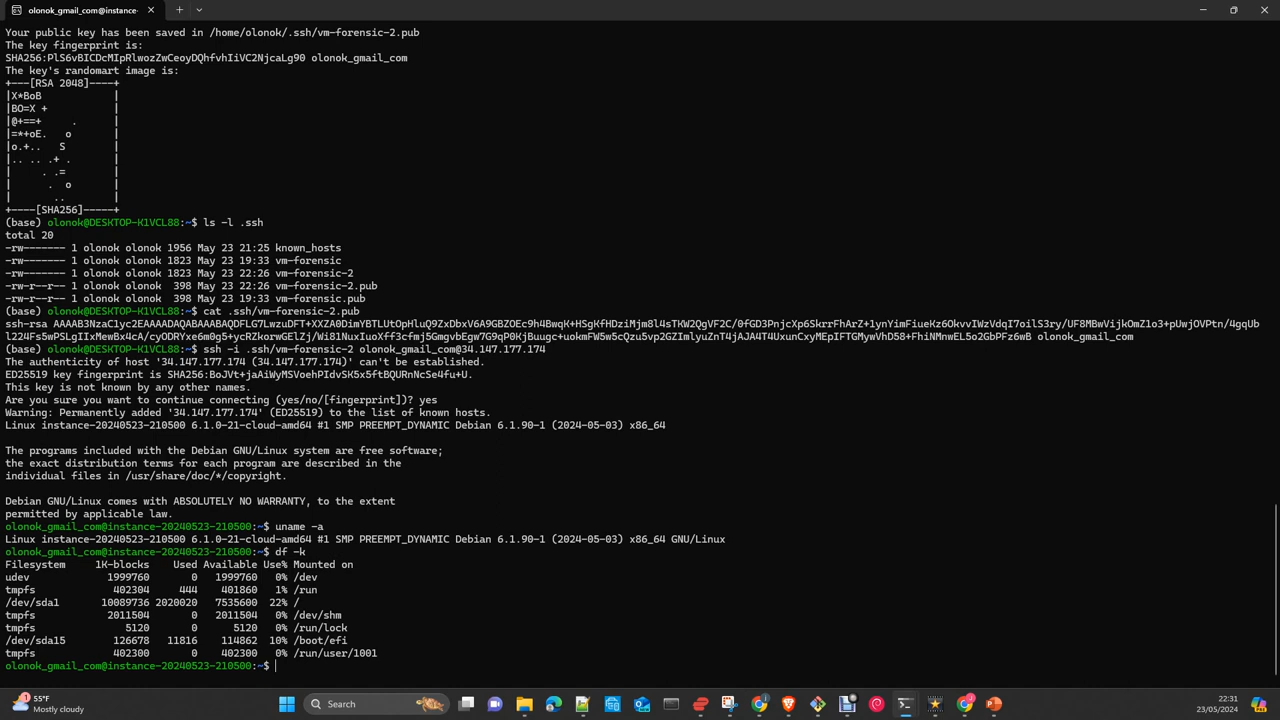 olonok_gmail_com@instance-
Your public key has been saved in /home/olonok/.ssh/vm-forensic-2.pub
The key fingerprint is:
SHA256:PlS6vBICDcMIpRlwozZwCeoyDQhfvhIiVC2NjcaLg90 olonok_gmail_com
The key's randomart image is:
+---[RSA 2048]----+
|X*BoB            |
|BO=X +           |
|@+==+     .      |
|=*+oE.   o       |
|o.+..   S        |
|.. .. .+ .       |
|     . .=        |
|      .  o       |
|       ..        |
+----[SHA256]-----+
(base) olonok@DESKTOP-K1VCL88:~$ ls -l .ssh
total 20
-rw------- 1 olonok olonok 1956 May 23 21:25 known_hosts
-rw------- 1 olonok olonok 1823 May 23 19:33 vm-forensic
-rw------- 1 olonok olonok 1823 May 23 22:26 vm-forensic-2
-rw-r--r-- 1 olonok olonok  398 May 23 22:26 vm-forensic-2.pub
-rw-r--r-- 1 olonok olonok  398 May 23 19:33 vm-forensic.pub
(base) olonok@DESKTOP-K1VCL88:~$ cat .ssh/vm-forensic-2.pub
ssh-rsa AAAAB3NzaC1yc2EAAAADAQABAAABAQDFLG7LwzuDFT+XXZA0DimYBTLUtOpHluQ9ZxDbxV6A9GBZOEc9h4BwqK+HSgKfHDziMjm8l4sTKW2QgVF2C/0fGD3PnjcXp6SkrrFhArZ+1ynYimFiueKz6OkvvIWzVdqI7oilS3ry/UF8MBwVijkOmZ1o3+pUwjOVPtn/4gqUb
l224Fs5wPSLgIIxMewBx4cA/cyODRYxe6m0g5+ycRZkorwGElZj/Wi81NuxIuoXff3cfmj5GmgvbEgw7G9qP0KjBuugc+uokmFW5w5cQzu5vp2GZImlyuZnT4jAJA4T4UxunCxyMEpIFTGMyWVhD58+FhiNMnwEL5o2GbPFz6wB olonok_gmail_com
(base) olonok@DESKTOP-K1VCL88:~$ ssh -i .ssh/vm-forensic-2 olonok_gmail_com@34.147.177.174
The authenticity of host '34.147.177.174 (34.147.177.174)' can't be established.
ED25519 key fingerprint is SHA256:BoJVt+jaAiWyMSVoehPIdvSK5x5ftBQURnNcSe4fu+U.
This key is not known by any other names.
Are you sure you want to continue connecting (yes/no/[fingerprint])? yes
Warning: Permanently added '34.147.177.174' (ED25519) to the list of known hosts.
Linux instance-20240523-210500 6.1.0-21-cloud-amd64 #1 SMP PREEMPT_DYNAMIC Debian 6.1.90-1 (2024-05-03) x86_64
The programs included with the Debian GNU/Linux system are free software;
the exact distribution terms for each program are described in the
individual files in /usr/share/doc/*/copyright.
Debian GNU/Linux comes with ABSOLUTELY NO WARRANTY, to the extent
permitted by applicable law.
olonok_gmail_com@instance-20240523-210500:~$ uname -a
Linux instance-20240523-210500 6.1.0-21-cloud-amd64 #1 SMP PREEMPT_DYNAMIC Debian 6.1.90-1 (2024-05-03) x86_64 GNU/Linux
olonok_gmail_com@instance-20240523-210500:~$ df -k
Filesystem     1K-blocks    Used Available Use% Mounted on
udev             1999760       0   1999760   0% /dev
tmpfs             402304     444    401860   1% /run
/dev/sda1       10089736 2020020   7535600  22% /
tmpfs            2011504       0   2011504   0% /dev/shm
tmpfs               5120       0      5120   0% /run/lock
/dev/sda15        126678   11816    114862  10% /boot/efi
tmpfs             402300       0    402300   0% /run/user/1001
olonok_gmail_com@instance-20240523-210500:~$
55°F
Mostly cloudy
Search
22:31
23/05/2024